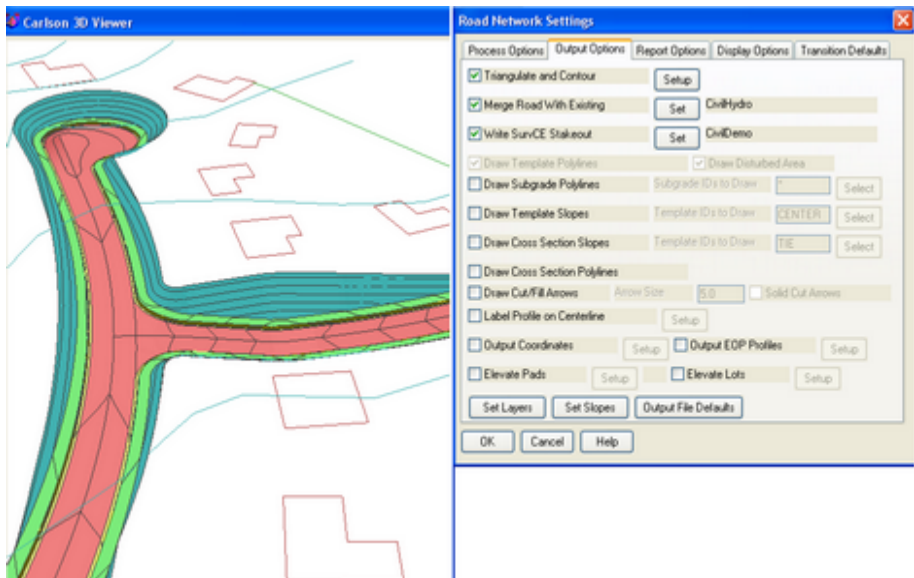 Carlson 3D Viewer
Road Network Settings
Process Options Output Options Report Options Display Options Transition Defaults
Triangulate and Contour Setup
Merge Road With Existing Set CivilHydro
Write SurvCE Stakeout Set CivilDemo
Draw Template Polylines Draw Disturbed Area
Draw Subgrade Polylines Subgrade IDs to Draw * Select
Draw Template Slopes Template IDs to Draw CENTER Select
Draw Cross Section Slopes Template IDs to Draw TIE Select
Draw Cross Section Polylines
Draw Cut/Fill Arrows Arrow Size 5.0 Solid Cut Arrows
Label Profile on Centerline Setup
Output Coordinates Setup Output EOP Profiles Setup
Elevate Pads Setup Elevate Lots Setup
Set Layers Set Slopes Output File Defaults
OK Cancel Help